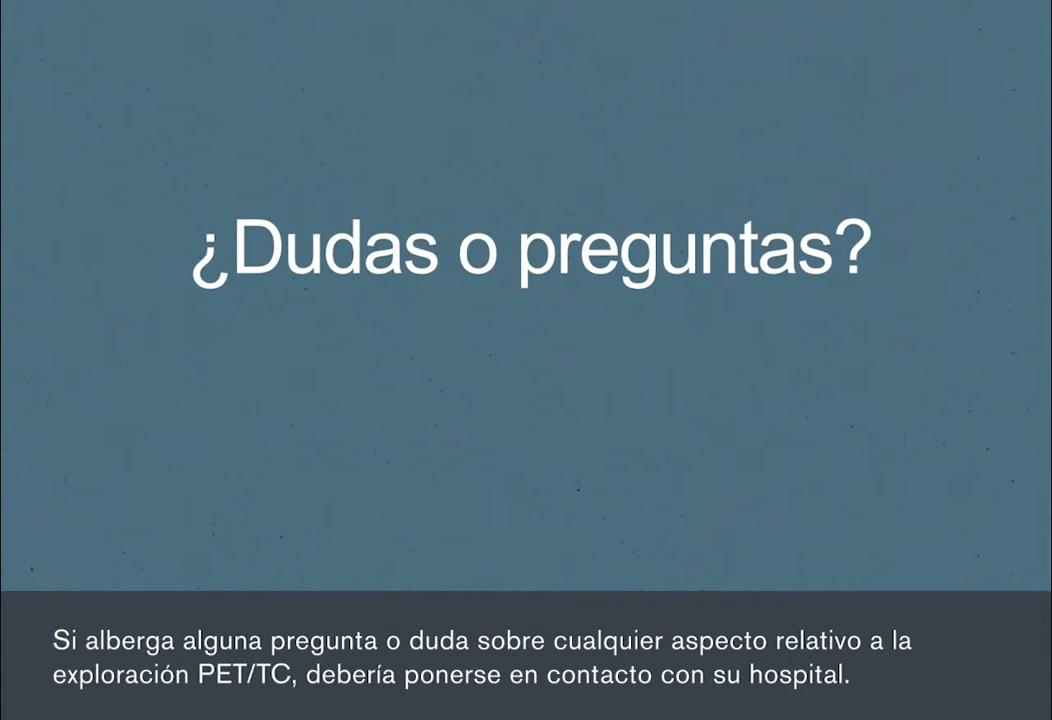 ¿Dudas o preguntas?
Si alberga alguna pregunta o duda sobre cualquier aspecto relativo a la
exploración PET/TC, debería ponerse en contacto con su hospital.